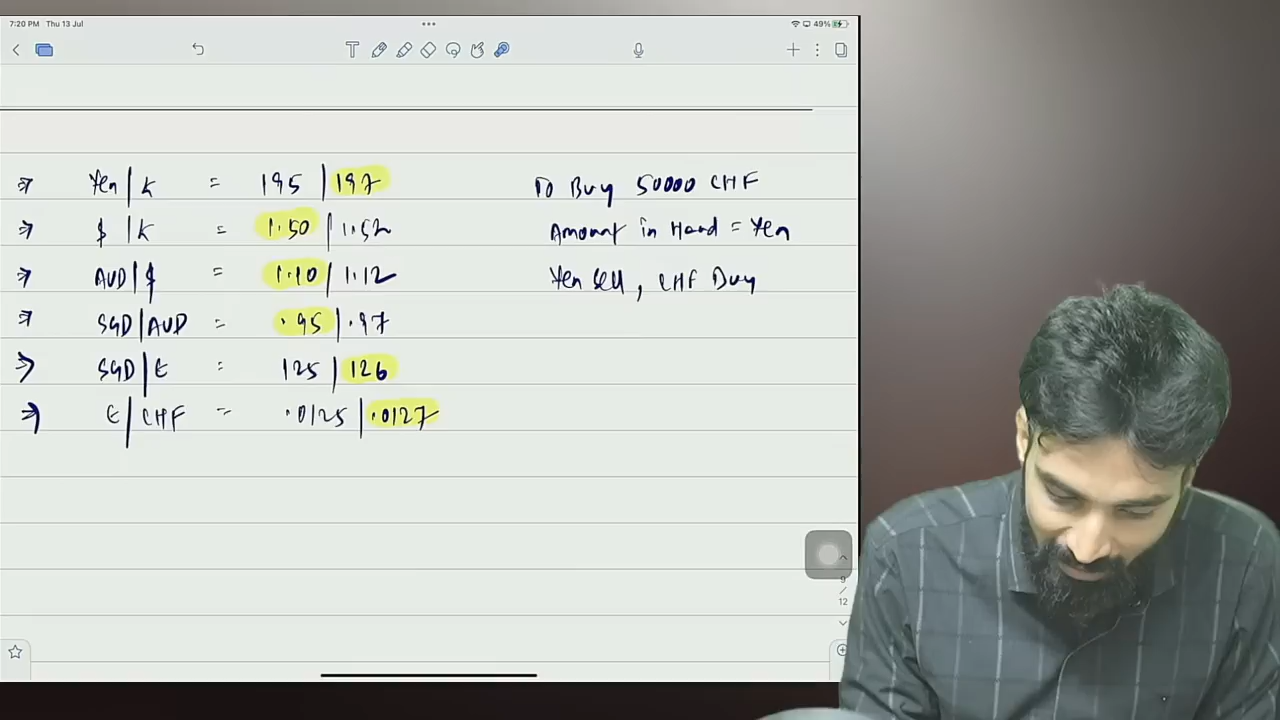 7:20 PM Thu 13 Jul
49%
⇒ Yen | £ = 195 | 197
⇒ $ | £ = 1.50 | 1.52
⇒ AUD | $ = 1.10 | 1.12
⇒ SGD | AUD = .95 | .97
⇒ SGD | € = 125 | 126
⇒ € | CHF = .0125 | .0127
To Buy 50000 CHF
Amount in Hand = Yen
Yen Sell, CHF Buy
9
/
12